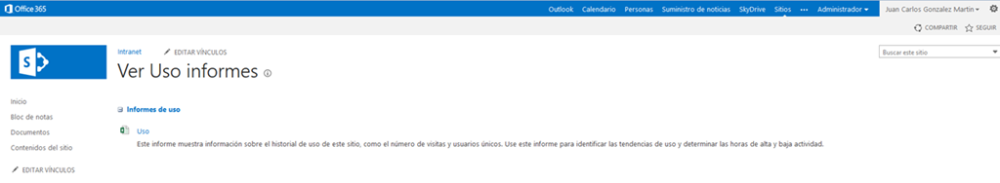 Office 365 Outlook Calendario Personas Suministro de noticias SkyDrive Sitios ••• Administrador Juan Carlos Gonzalez Martin
COMPARTIR SEGUIR
Intranet EDITAR VÍNCULOS
Buscar este sitio
S
Ver Uso informes
Inicio
Bloc de notas
Documentos
Contenidos del sitio
EDITAR VÍNCULOS
Informes de uso
Uso
Este informe muestra información sobre el historial de uso de este sitio, como el número de visitas y usuarios únicos. Use este informe para identificar las tendencias de uso y determinar las horas de alta y baja actividad.